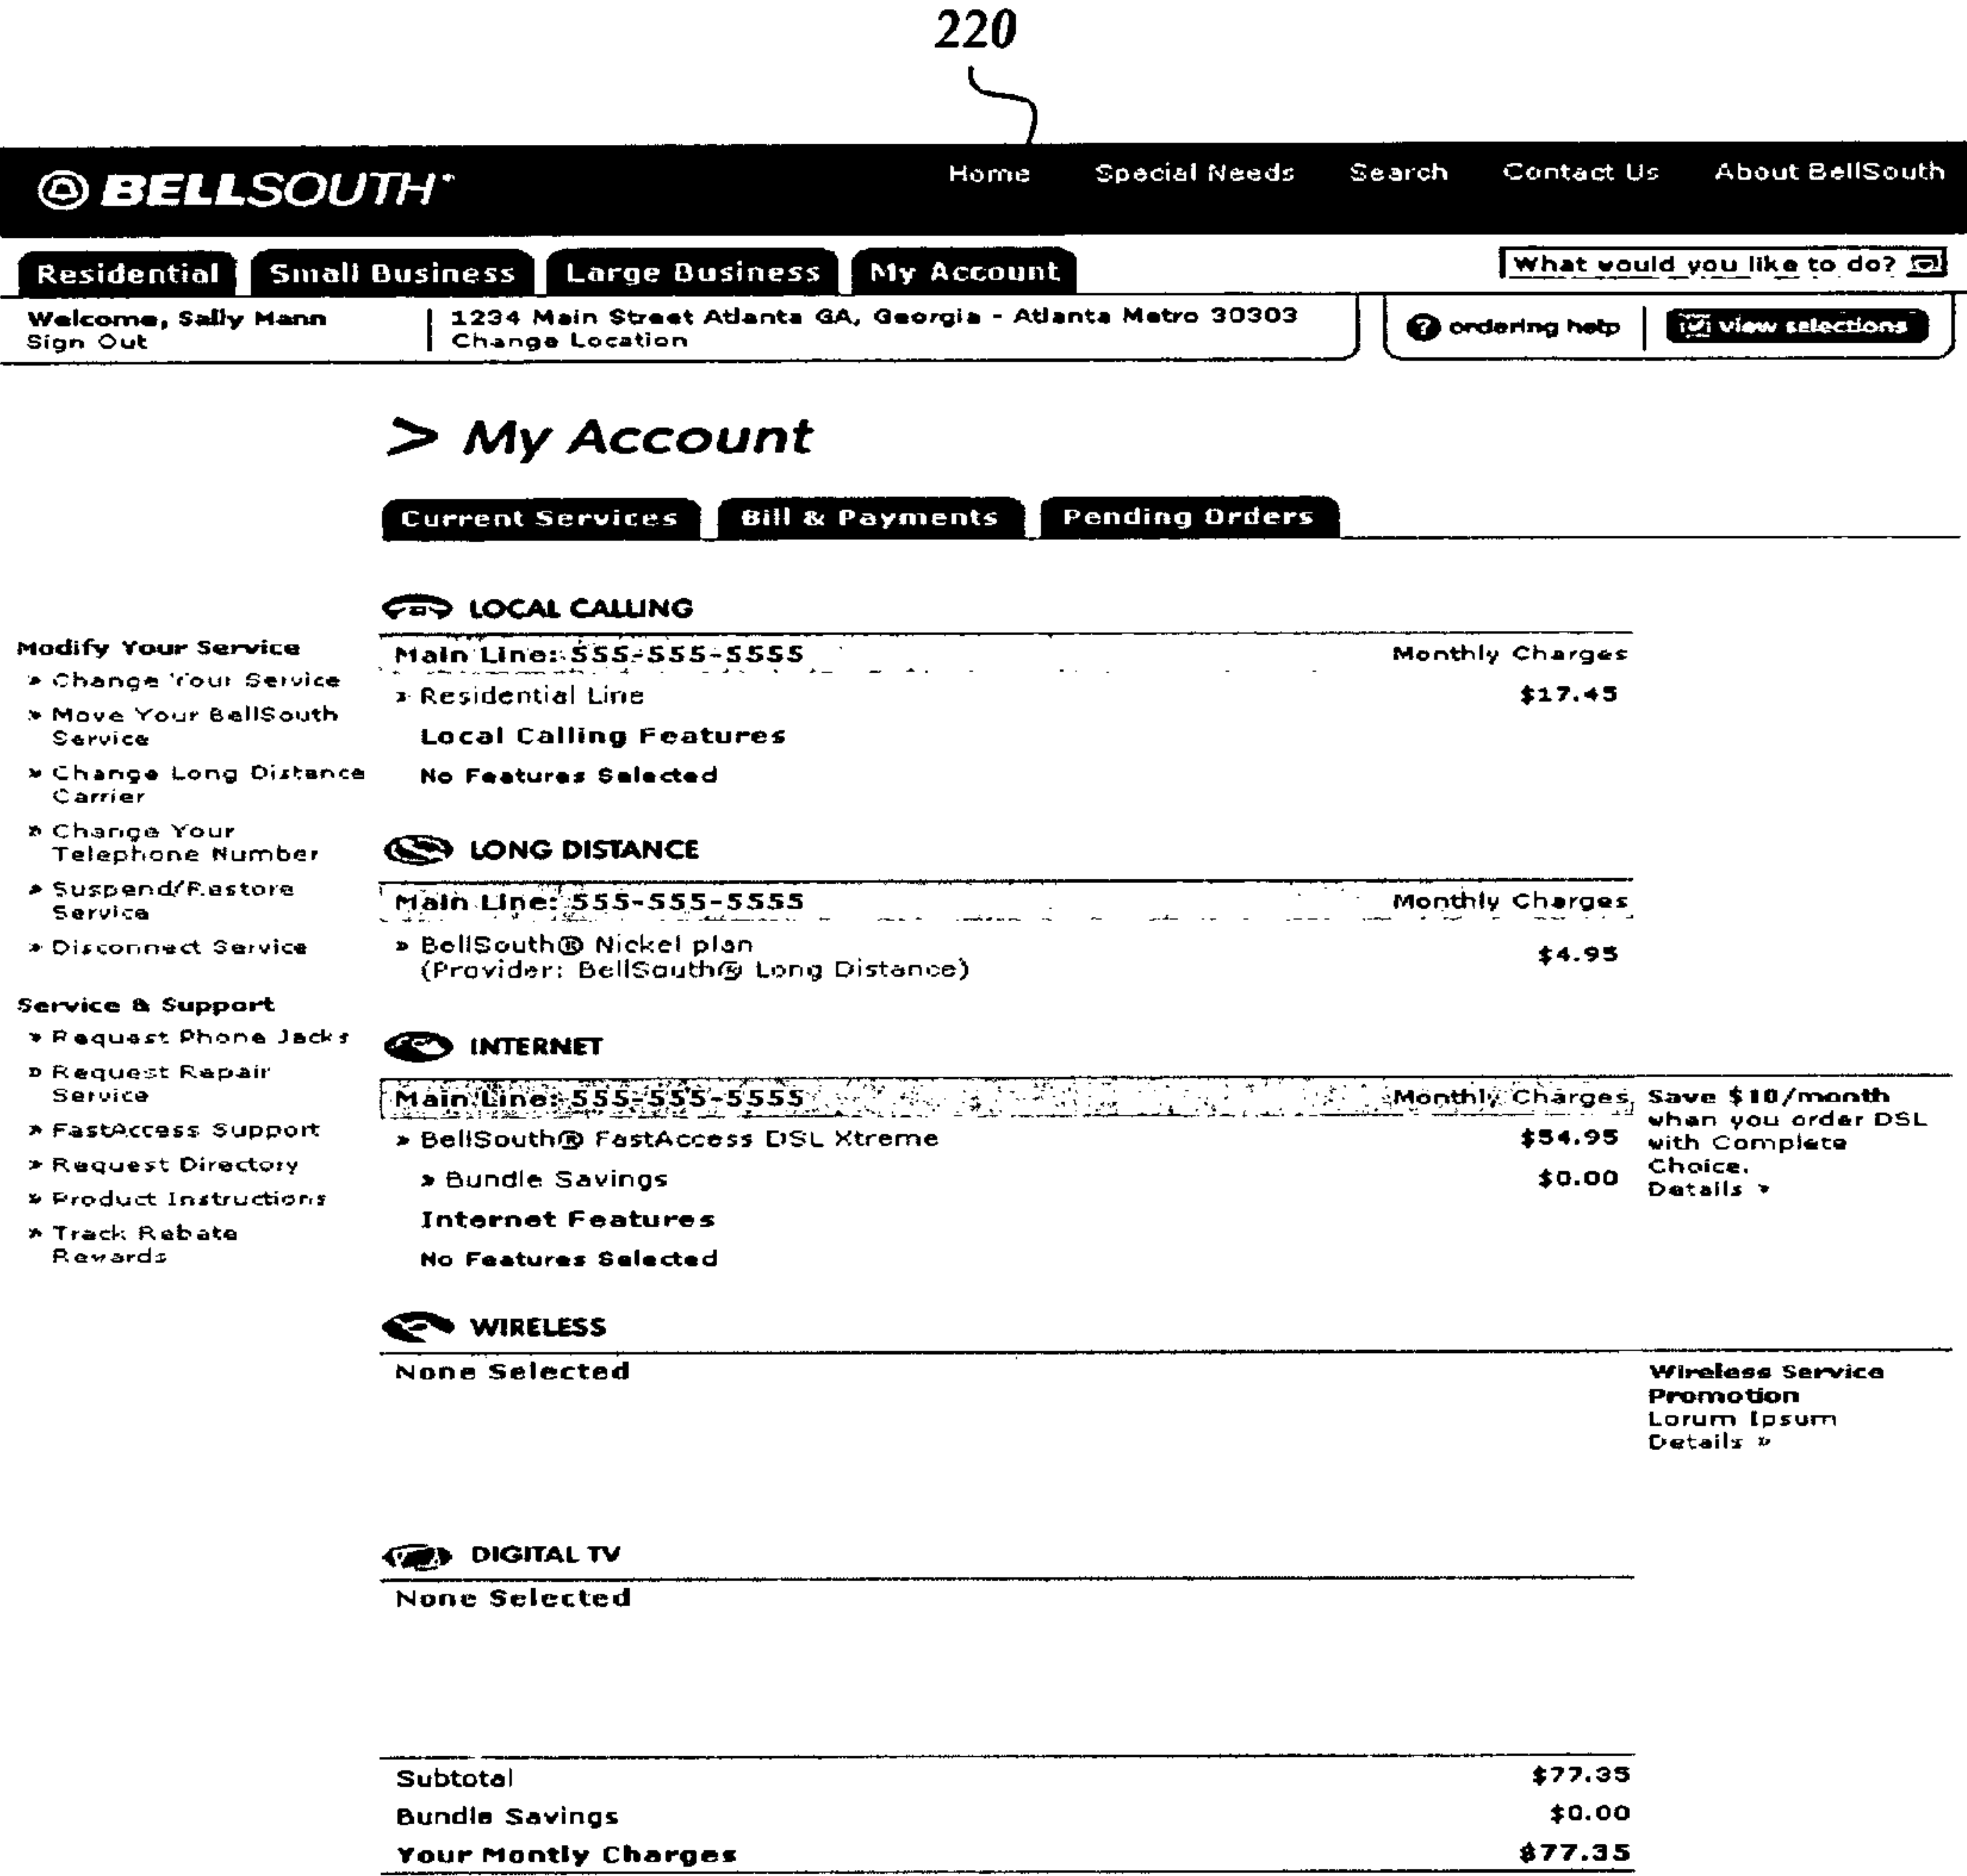 220
BELLSOUTH
Home Special Needs Search Contact Us About BellSouth
Residential Small Business Large Business My Account
What would you like to do?
Welcome, Sally Mann
Sign Out
1234 Main Street Atlanta GA, Georgia - Atlanta Metro 30303
Change Location
? ordering help
view selections
> My Account
Current Services Bill & Payments Pending Orders
Modify Your Service
» Change Your Service
» Move Your BellSouth
Service
» Change Long Distance
Carrier
» Change Your
Telephone Number
» Suspend/Restore
Service
» Disconnect Service
Service & Support
» Request Phone Jacks
» Request Repair
Service
» FastAccess Support
» Request Directory
» Product Instructions
» Track Rebate
Rewards
LOCAL CALLING
Main Line: 555-555-5555 Monthly Charges
» Residential Line $17.45
Local Calling Features
No Features Selected
LONG DISTANCE
Main Line: 555-555-5555 Monthly Charges
» BellSouth® Nickel plan
(Provider: BellSouth® Long Distance) $4.95
INTERNET
Main Line: 555-555-5555 Monthly Charges
» BellSouth® FastAccess DSL Xtreme $54.95
» Bundle Savings $0.00
Internet Features
No Features Selected
Save $10/month
when you order DSL
with Complete
Choice.
Details »
WIRELESS
None Selected
Wireless Service
Promotion
Lorum Ipsum
Details »
DIGITAL TV
None Selected
Subtotal $77.35
Bundle Savings $0.00
Your Montly Charges $77.35